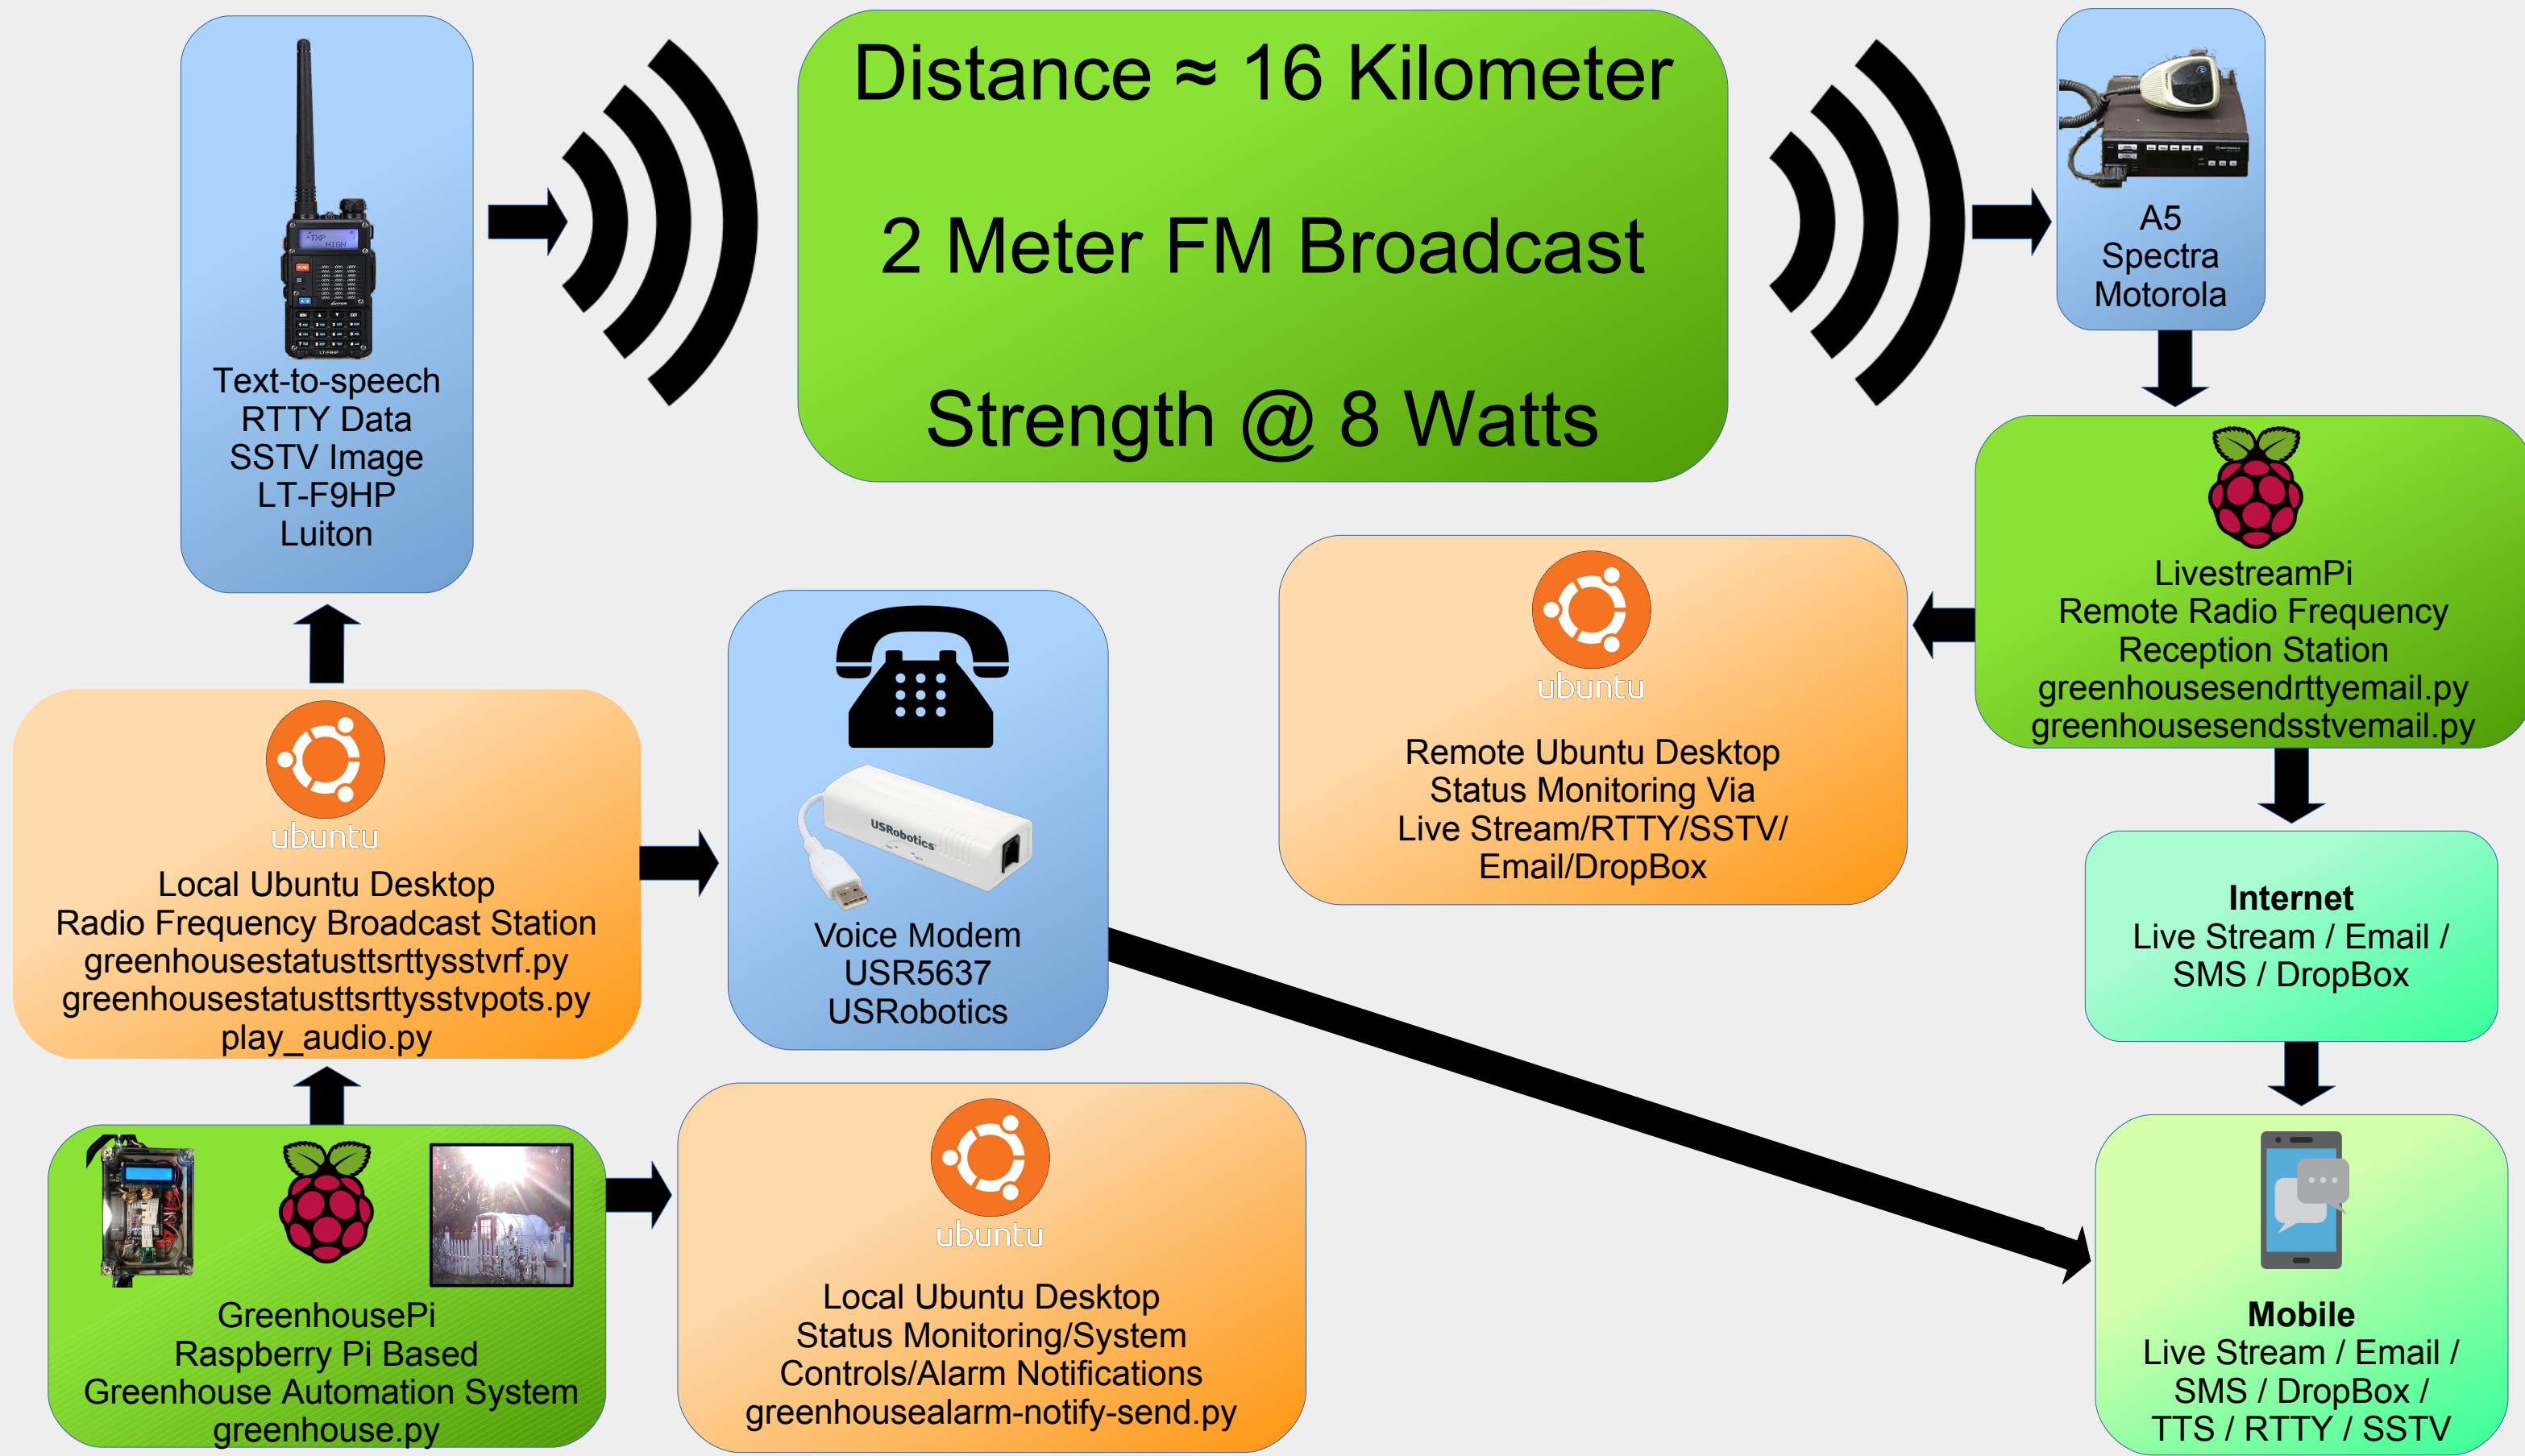 TXP
HIGH
LT-F9HP
Text-to-speech
RTTY Data
SSTV Image
LT-F9HP
Luiton
Distance ≈ 16 Kilometer
2 Meter FM Broadcast
Strength @ 8 Watts
A5
Spectra
Motorola
LivestreamPi
Remote Radio Frequency
Reception Station
greenhousesendrttyemail.py
greenhousesendsstvemail.py
ubuntu
Remote Ubuntu Desktop
Status Monitoring Via
Live Stream/RTTY/SSTV/
Email/DropBox
ubuntu
Local Ubuntu Desktop
Radio Frequency Broadcast Station
greenhousestatusttsrttysstvrf.py
greenhousestatusttsrttysstvpots.py
play_audio.py
USRobotics
Voice Modem
USR5637
USRobotics
Internet
Live Stream / Email /
SMS / DropBox
GreenhousePi
Raspberry Pi Based
Greenhouse Automation System
greenhouse.py
ubuntu
Local Ubuntu Desktop
Status Monitoring/System
Controls/Alarm Notifications
greenhousealarm-notify-send.py
Mobile
Live Stream / Email /
SMS / DropBox /
TTS / RTTY / SSTV